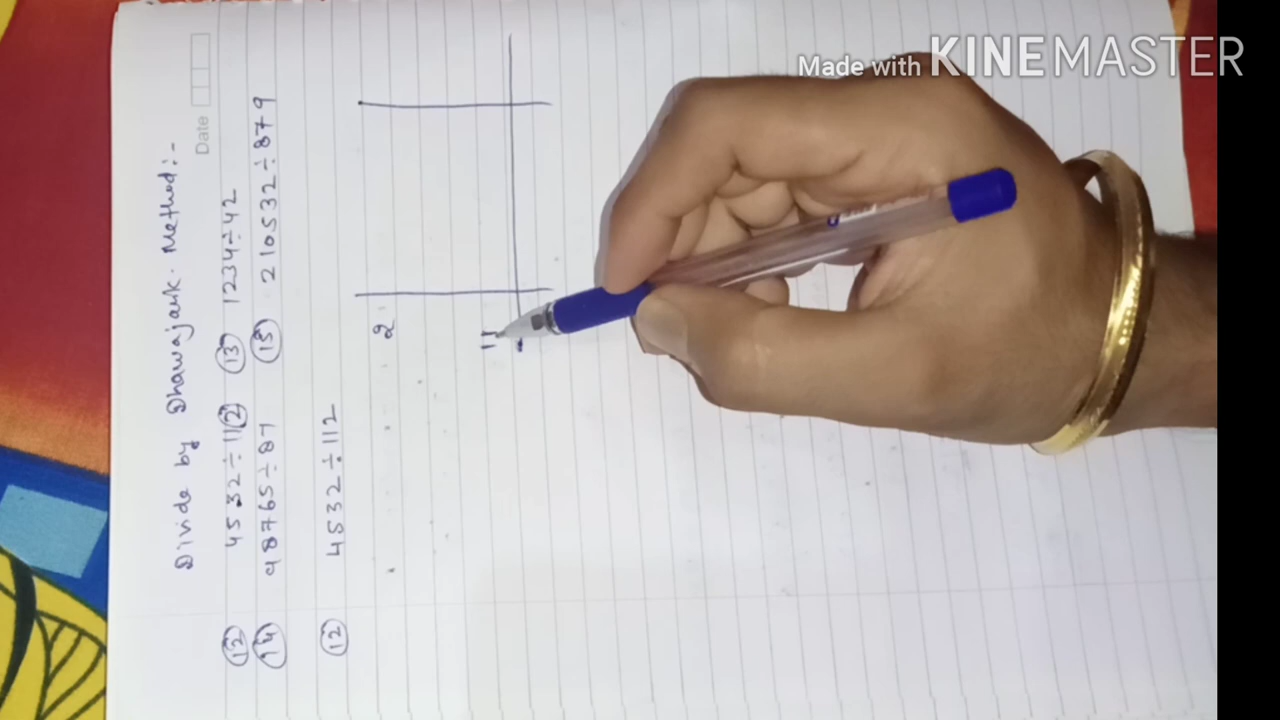 Made with KINEMASTER
Date
Divide by Dhawajank Method:-
(12) 4532÷112 (13) 1234÷42
(14) 98765÷87 (15) 210532÷879
(12) 4532÷112
2
11